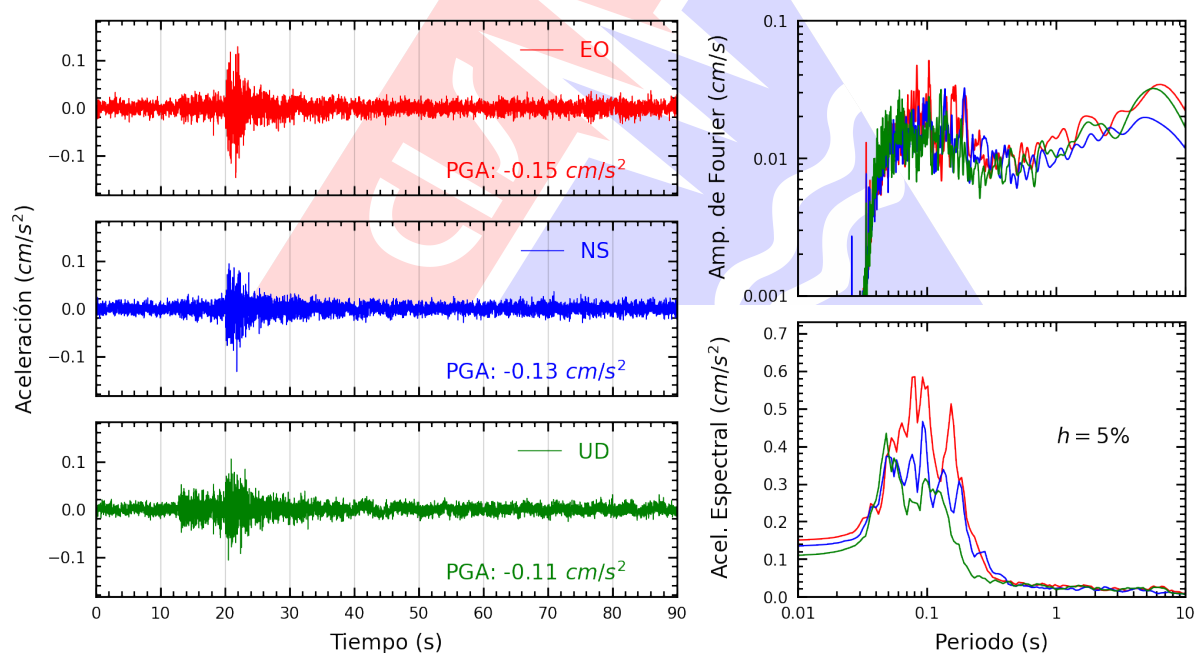 Aceleración (cm/s²)
0.1
0.0
−0.1
EO
PGA: -0.15 cm/s²
0.1
0.0
−0.1
NS
PGA: -0.13 cm/s²
0.1
0.0
−0.1
UD
PGA: -0.11 cm/s²
0 10 20 30 40 50 60 70 80 90
Tiempo (s)
Amp. de Fourier (cm/s)
0.1
0.01
0.001
Acel. Espectral (cm/s²)
0.7
0.6
0.5
0.4
0.3
0.2
0.1
0.0
h = 5%
0.01 0.1 1 10
Periodo (s)